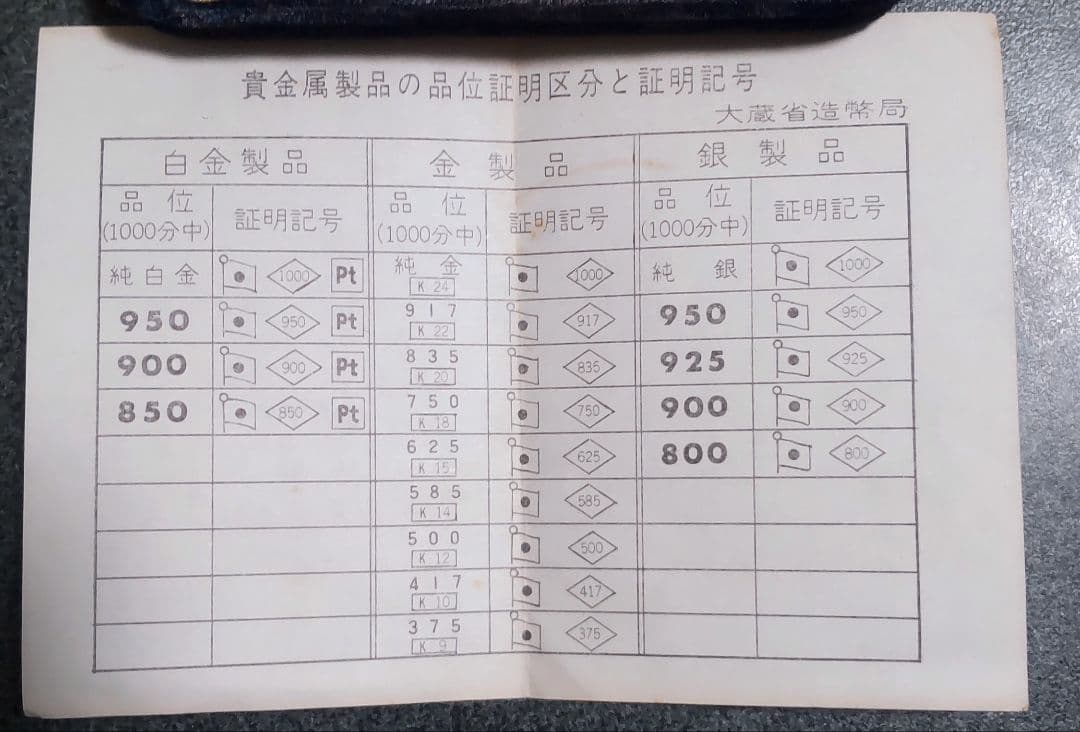 貴金属製品の品位証明区分と証明記号
大蔵省造幣局
白金製品 金製品 銀製品
品位 (1000分中) 証明記号 品位 (1000分中) 証明記号 品位 (1000分中) 証明記号
純白金 1000 Pt 純金 K 24 1000 純銀 1000
950 950 Pt 917 K 22 917 950 950
900 900 Pt 835 K 20 835 925 925
850 850 Pt 750 K 18 750 900 900
625 K 15 625 800 800
585 K 14 585
500 K 12 500
417 K 10 417
375 K 9 375